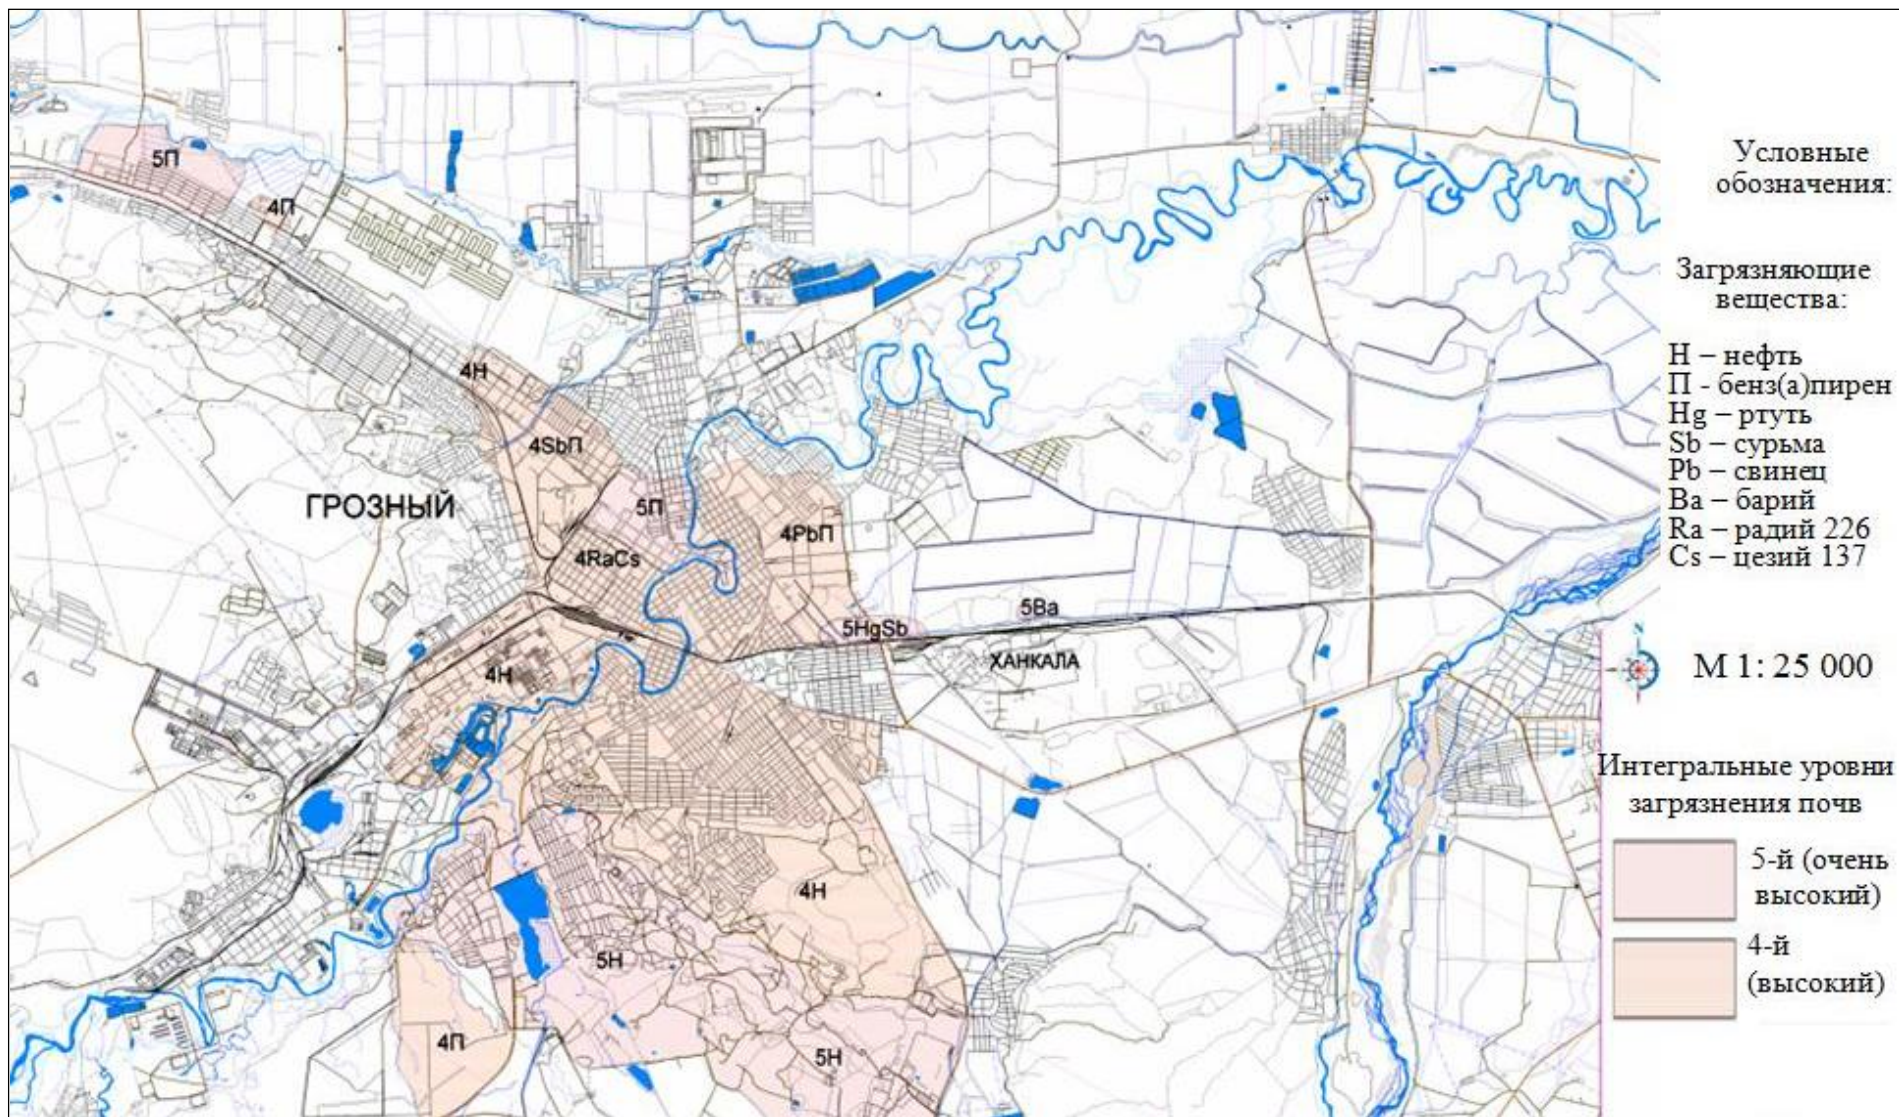 5П
4П
4Н
4SbП
ГРОЗНЫЙ
5П
4PbП
4RaCs
5Ba
5HgSb
ХАНКАЛА
4Н
4Н
5Н
4П
5Н
Условные
обозначения:
Загрязняющие
вещества:
Н – нефть
П - бенз(а)пирен
Hg – ртуть
Sb – сурьма
Pb – свинец
Ba – барий
Ra – радий 226
Cs – цезий 137
N
М 1: 25 000
Интегральные уровни
загрязнения почв
5-й (очень
высокий)
4-й
(высокий)